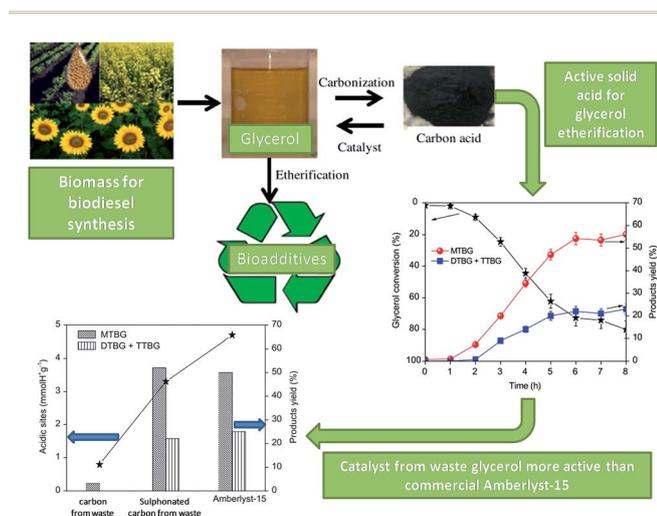 Carbonization
Active solid
acid for
glycerol
etherification
Glycerol
Carbon acid
Catalyst
Etherification
Biomass for
biodiesel
synthesis
Bioadditives
0
20
40
60
80
100
Glycerol conversion (%)
MTBG
DTBG + TTBG
70
60
50
40
30
20
10
0
Products yield (%)
0 1 2 3 4 5 6 7 8
Time (h)
5
4
3
2
1
0
Acidic sites (mmolH⁺g⁻¹)
MTBG
DTBG + TTBG
70
60
50
40
30
20
10
0
Products yield (%)
carbon
from waste
Sulphonated
carbon from waste
Amberlyst-15
Catalyst from waste glycerol more active than
commercial Amberlyst-15